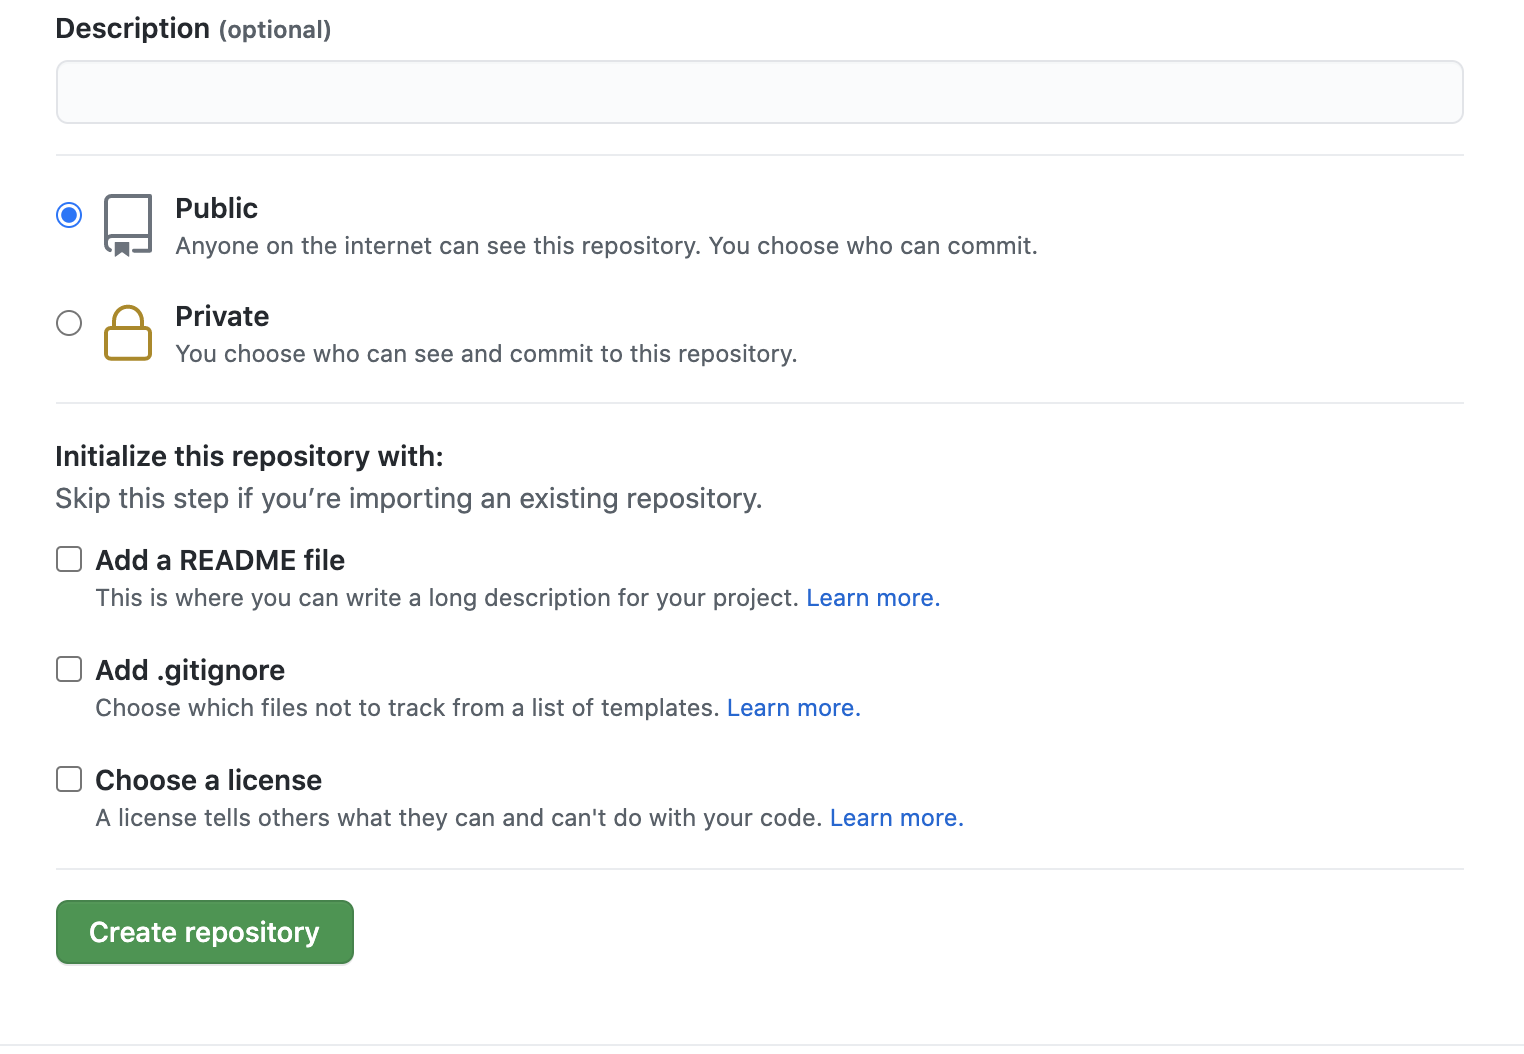 Description (optional)
Public
Anyone on the internet can see this repository. You choose who can commit.
Private
You choose who can see and commit to this repository.
Initialize this repository with:
Skip this step if you’re importing an existing repository.
Add a README file
This is where you can write a long description for your project. Learn more.
Add .gitignore
Choose which files not to track from a list of templates. Learn more.
Choose a license
A license tells others what they can and can't do with your code. Learn more.
Create repository